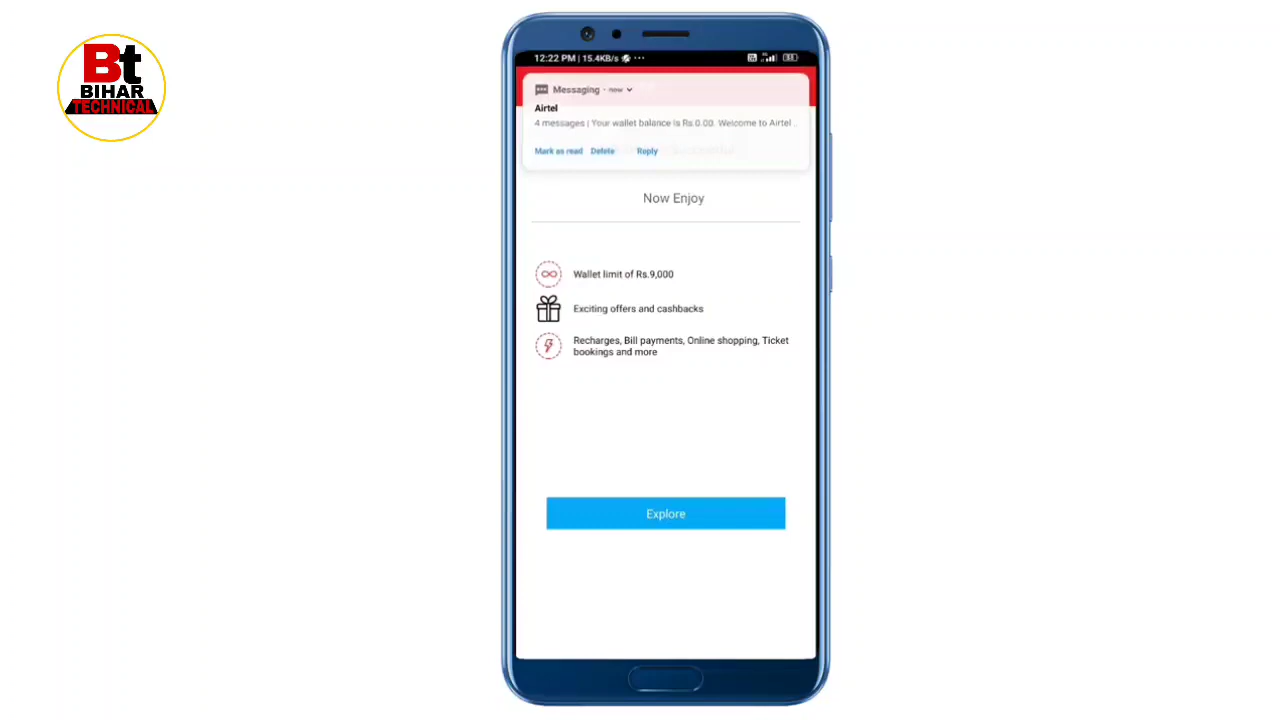 Bt
BIHAR
TECHNICAL
12:22 PM | 15.4KB/s
Messaging · now
Airtel
4 messages | Your wallet balance is Rs.0.00. Welcome to Airtel .
Mark as read Delete Reply
Now Enjoy
Wallet limit of Rs.9,000
Exciting offers and cashbacks
Recharges, Bill payments, Online shopping, Ticket
bookings and more
Explore